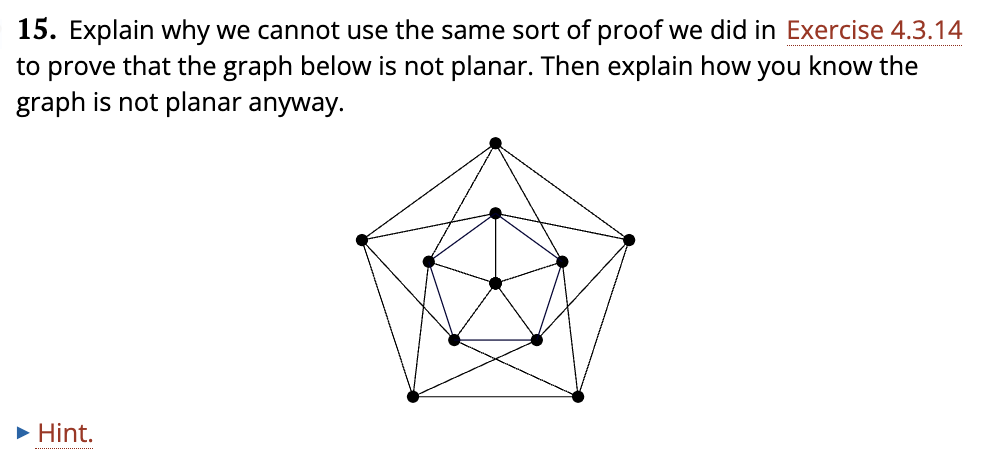 15. Explain why we cannot use the same sort of proof we did in Exercise 4.3.14
to prove that the graph below is not planar. Then explain how you know the
graph is not planar anyway.
Hint.